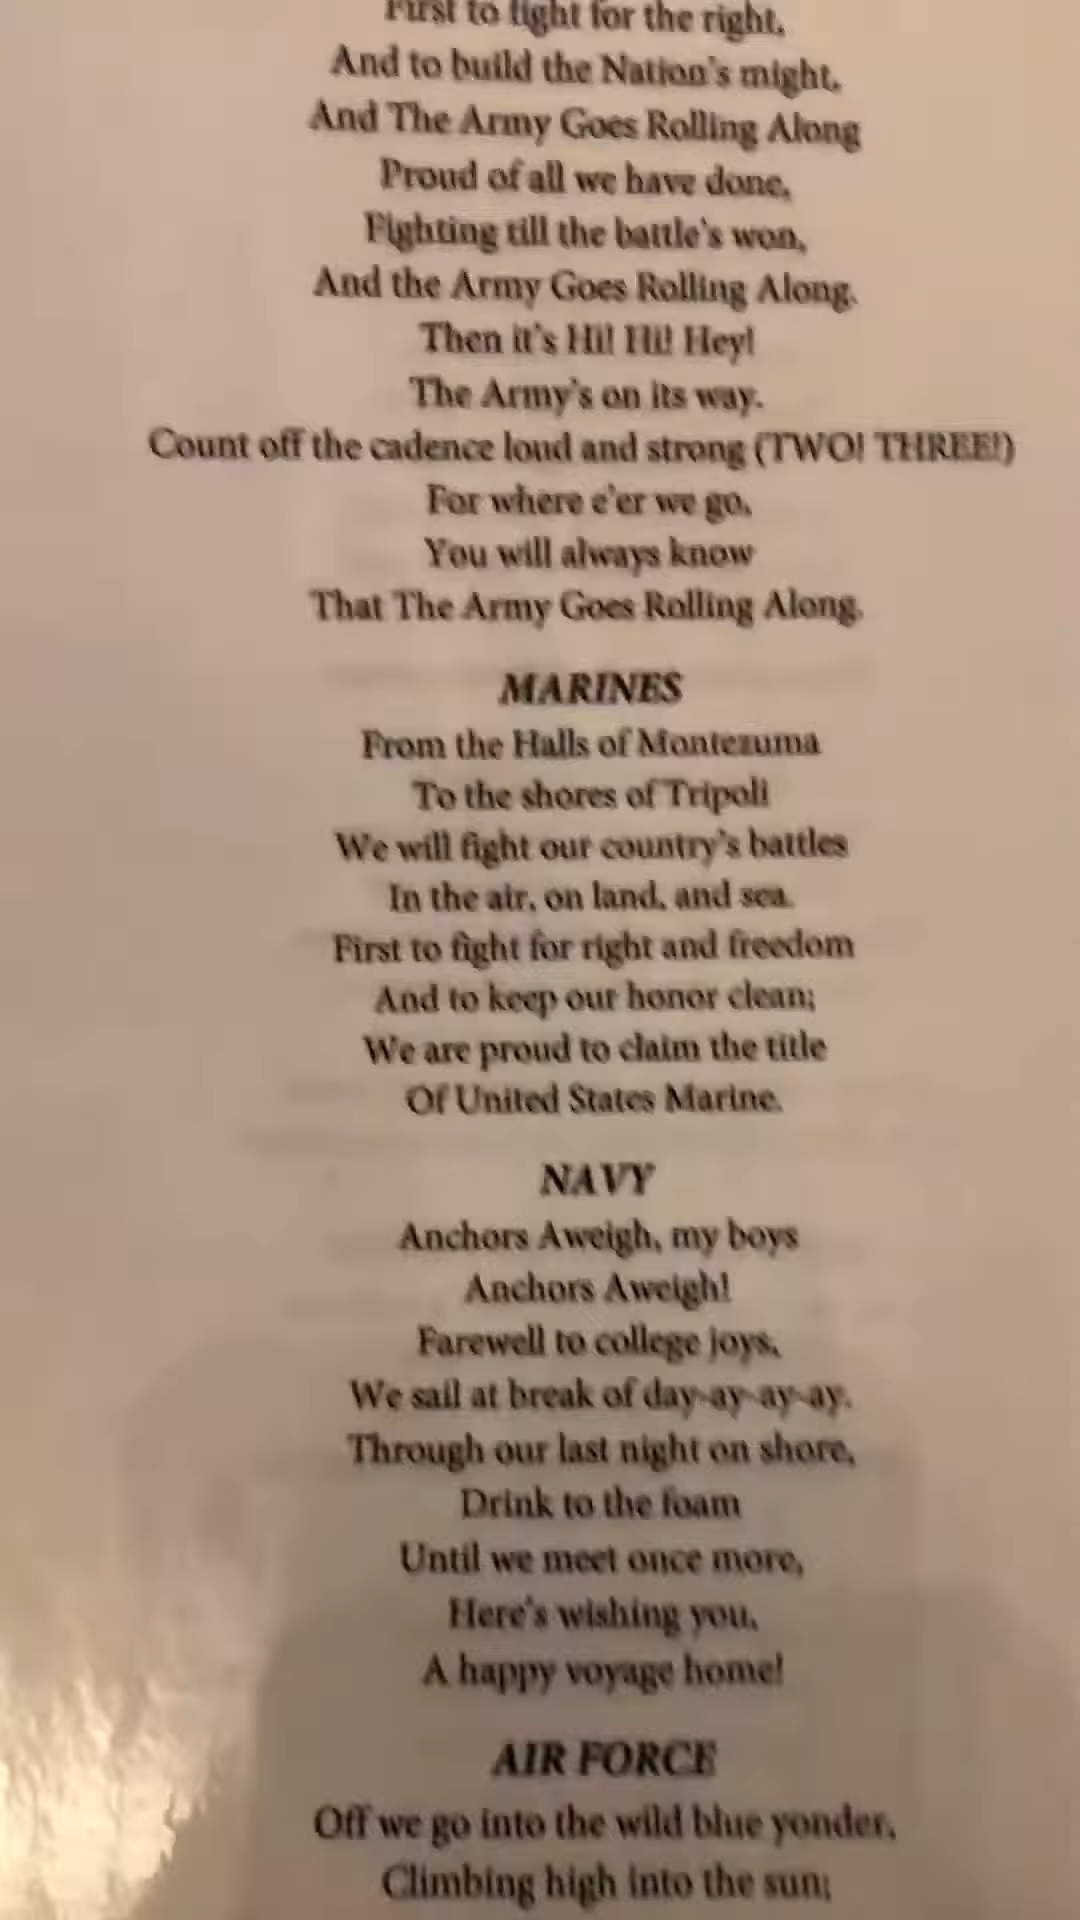 First to fight for the right,
And to build the Nation's might,
And The Army Goes Rolling Along
Proud of all we have done,
Fighting till the battle's won,
And the Army Goes Rolling Along.
Then it's Hi! Hi! Hey!
The Army's on its way.
Count off the cadence loud and strong (TWO! THREE!)
For where e'er we go,
You will always know
That The Army Goes Rolling Along.
MARINES
From the Halls of Montezuma
To the shores of Tripoli
We will fight our country's battles
In the air, on land, and sea.
First to fight for right and freedom
And to keep our honor clean;
We are proud to claim the title
Of United States Marine.
NAVY
Anchors Aweigh, my boys
Anchors Aweigh!
Farewell to college joys,
We sail at break of day-ay-ay-ay.
Through our last night on shore,
Drink to the foam
Until we meet once more,
Here's wishing you,
A happy voyage home!
AIR FORCE
Off we go into the wild blue yonder,
Climbing high into the sun;